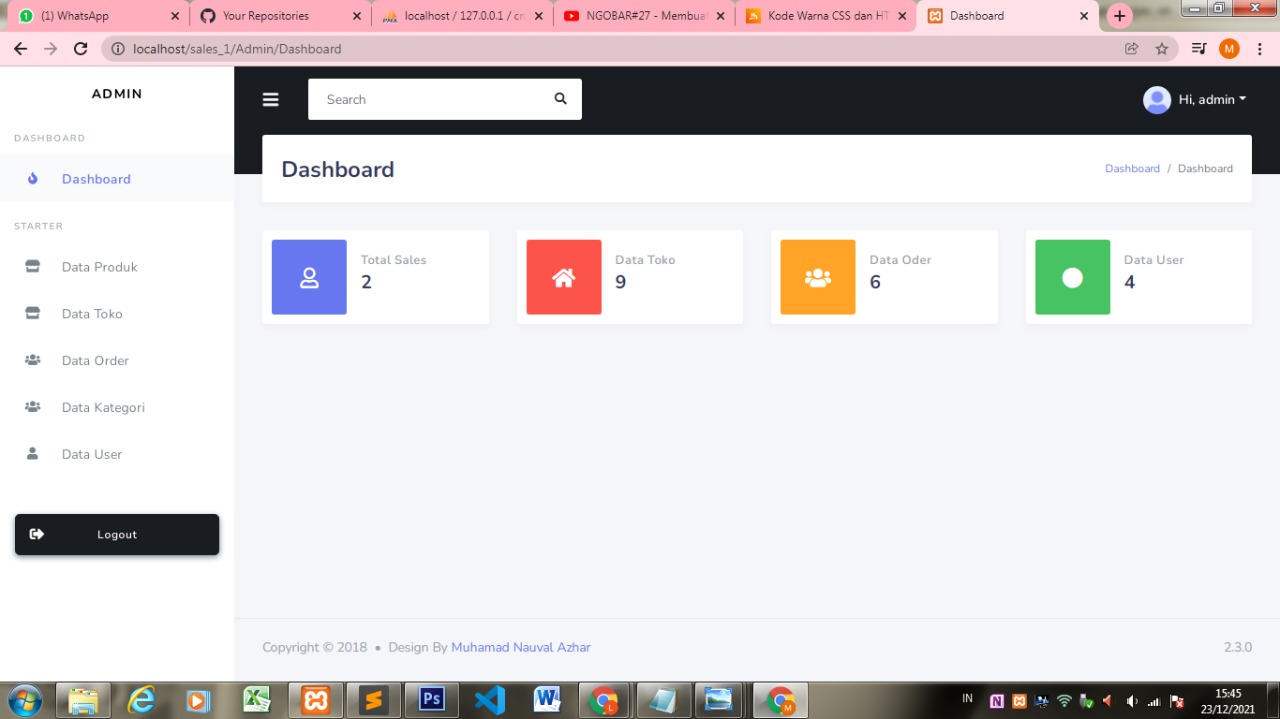 (1) WhatsApp
Your Repositories
localhost / 127.0.0.1 /
NGOBAR#27 -
Kode Warna CSS dan HT
Dashboard
localhost/sales_1/Admin/Dashboard
M
ADMIN
Search
Hi, admin
DASHBOARD
Dashboard
STARTER
Data Produk
Data Toko
Data Order
Data Kategori
Data User
Logout
Dashboard
Dashboard / Dashboard
Total Sales
2
Data Toko
9
Data Oder
6
Data User
4
Copyright © 2018 • Design By Muhamad Nauval Azhar
2.3.0
Ps
L
M
IN
15:45
23/12/2021